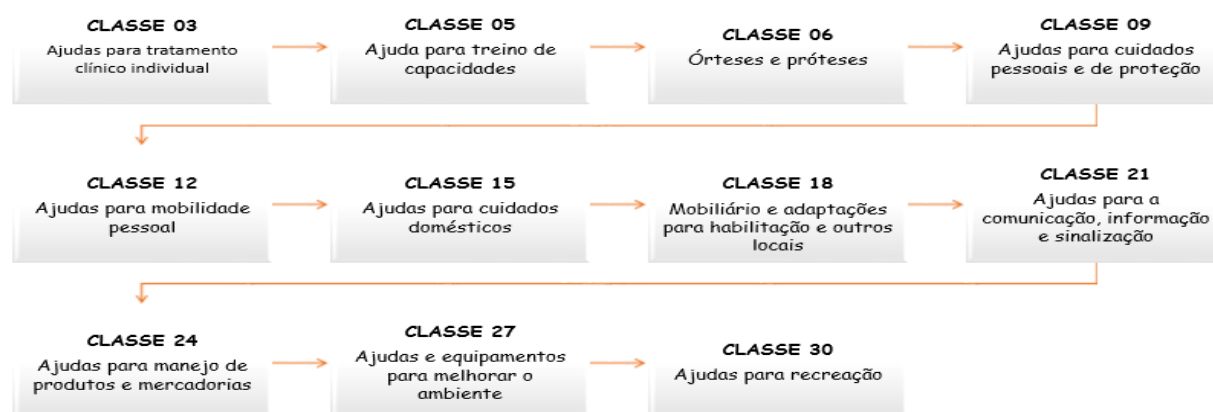 CLASSE 03
Ajudas para tratamento
clínico individual
CLASSE 05
Ajuda para treino de
capacidades
CLASSE 06
Órteses e próteses
CLASSE 09
Ajudas para cuidados
pessoais e de proteção
CLASSE 12
Ajudas para mobilidade
pessoal
CLASSE 15
Ajudas para cuidados
domésticos
CLASSE 18
Mobiliário e adaptações
para habilitação e outros
locais
CLASSE 21
Ajudas para a
comunicação, informação
e sinalização
CLASSE 24
Ajudas para manejo de
produtos e mercadorias
CLASSE 27
Ajudas e equipamentos
para melhorar o
ambiente
CLASSE 30
Ajudas para recreação